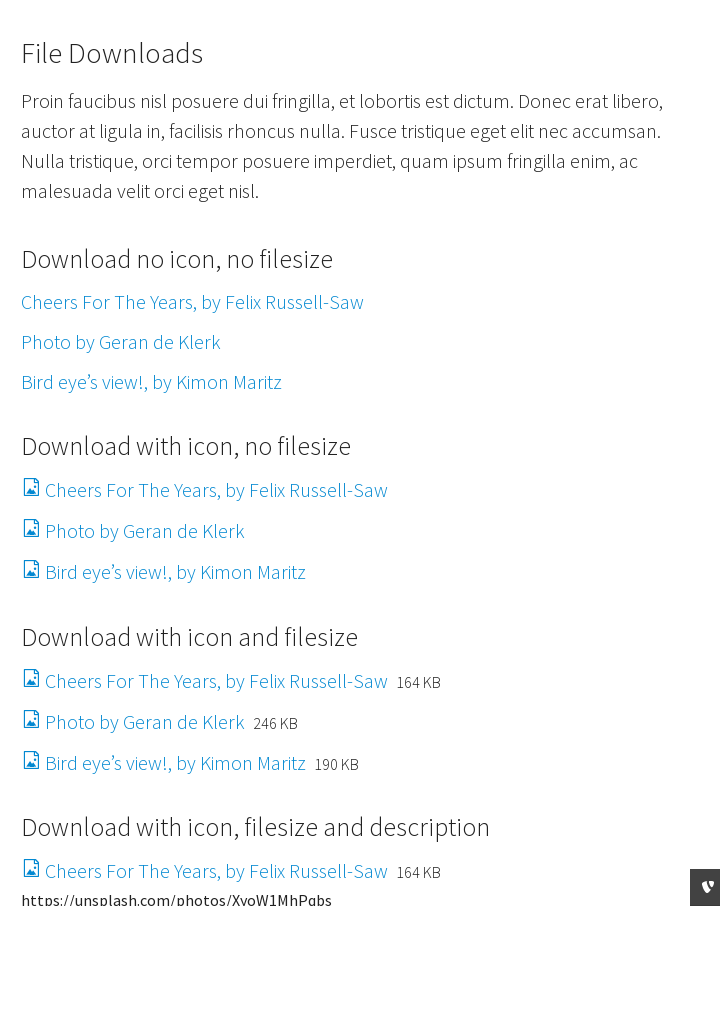 File Downloads
Proin faucibus nisl posuere dui fringilla, et lobortis est dictum. Donec erat libero,
auctor at ligula in, facilisis rhoncus nulla. Fusce tristique eget elit nec accumsan.
Nulla tristique, orci tempor posuere imperdiet, quam ipsum fringilla enim, ac
malesuada velit orci eget nisl.
Download no icon, no filesize
Cheers For The Years, by Felix Russell-Saw
Photo by Geran de Klerk
Bird eye’s view!, by Kimon Maritz
Download with icon, no filesize
Cheers For The Years, by Felix Russell-Saw
Photo by Geran de Klerk
Bird eye’s view!, by Kimon Maritz
Download with icon and filesize
Cheers For The Years, by Felix Russell-Saw 164 KB
Photo by Geran de Klerk 246 KB
Bird eye’s view!, by Kimon Maritz 190 KB
Download with icon, filesize and description
Cheers For The Years, by Felix Russell-Saw 164 KB
https://unsplash.com/photos/XyoW1MhPgbs